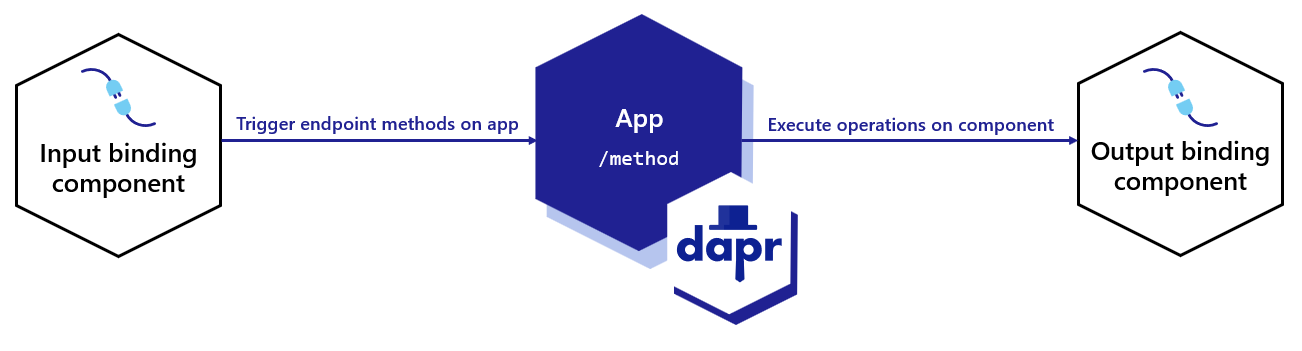 Input binding
component
Trigger endpoint methods on app
App
/method
dapr
Execute operations on component
Output binding
component